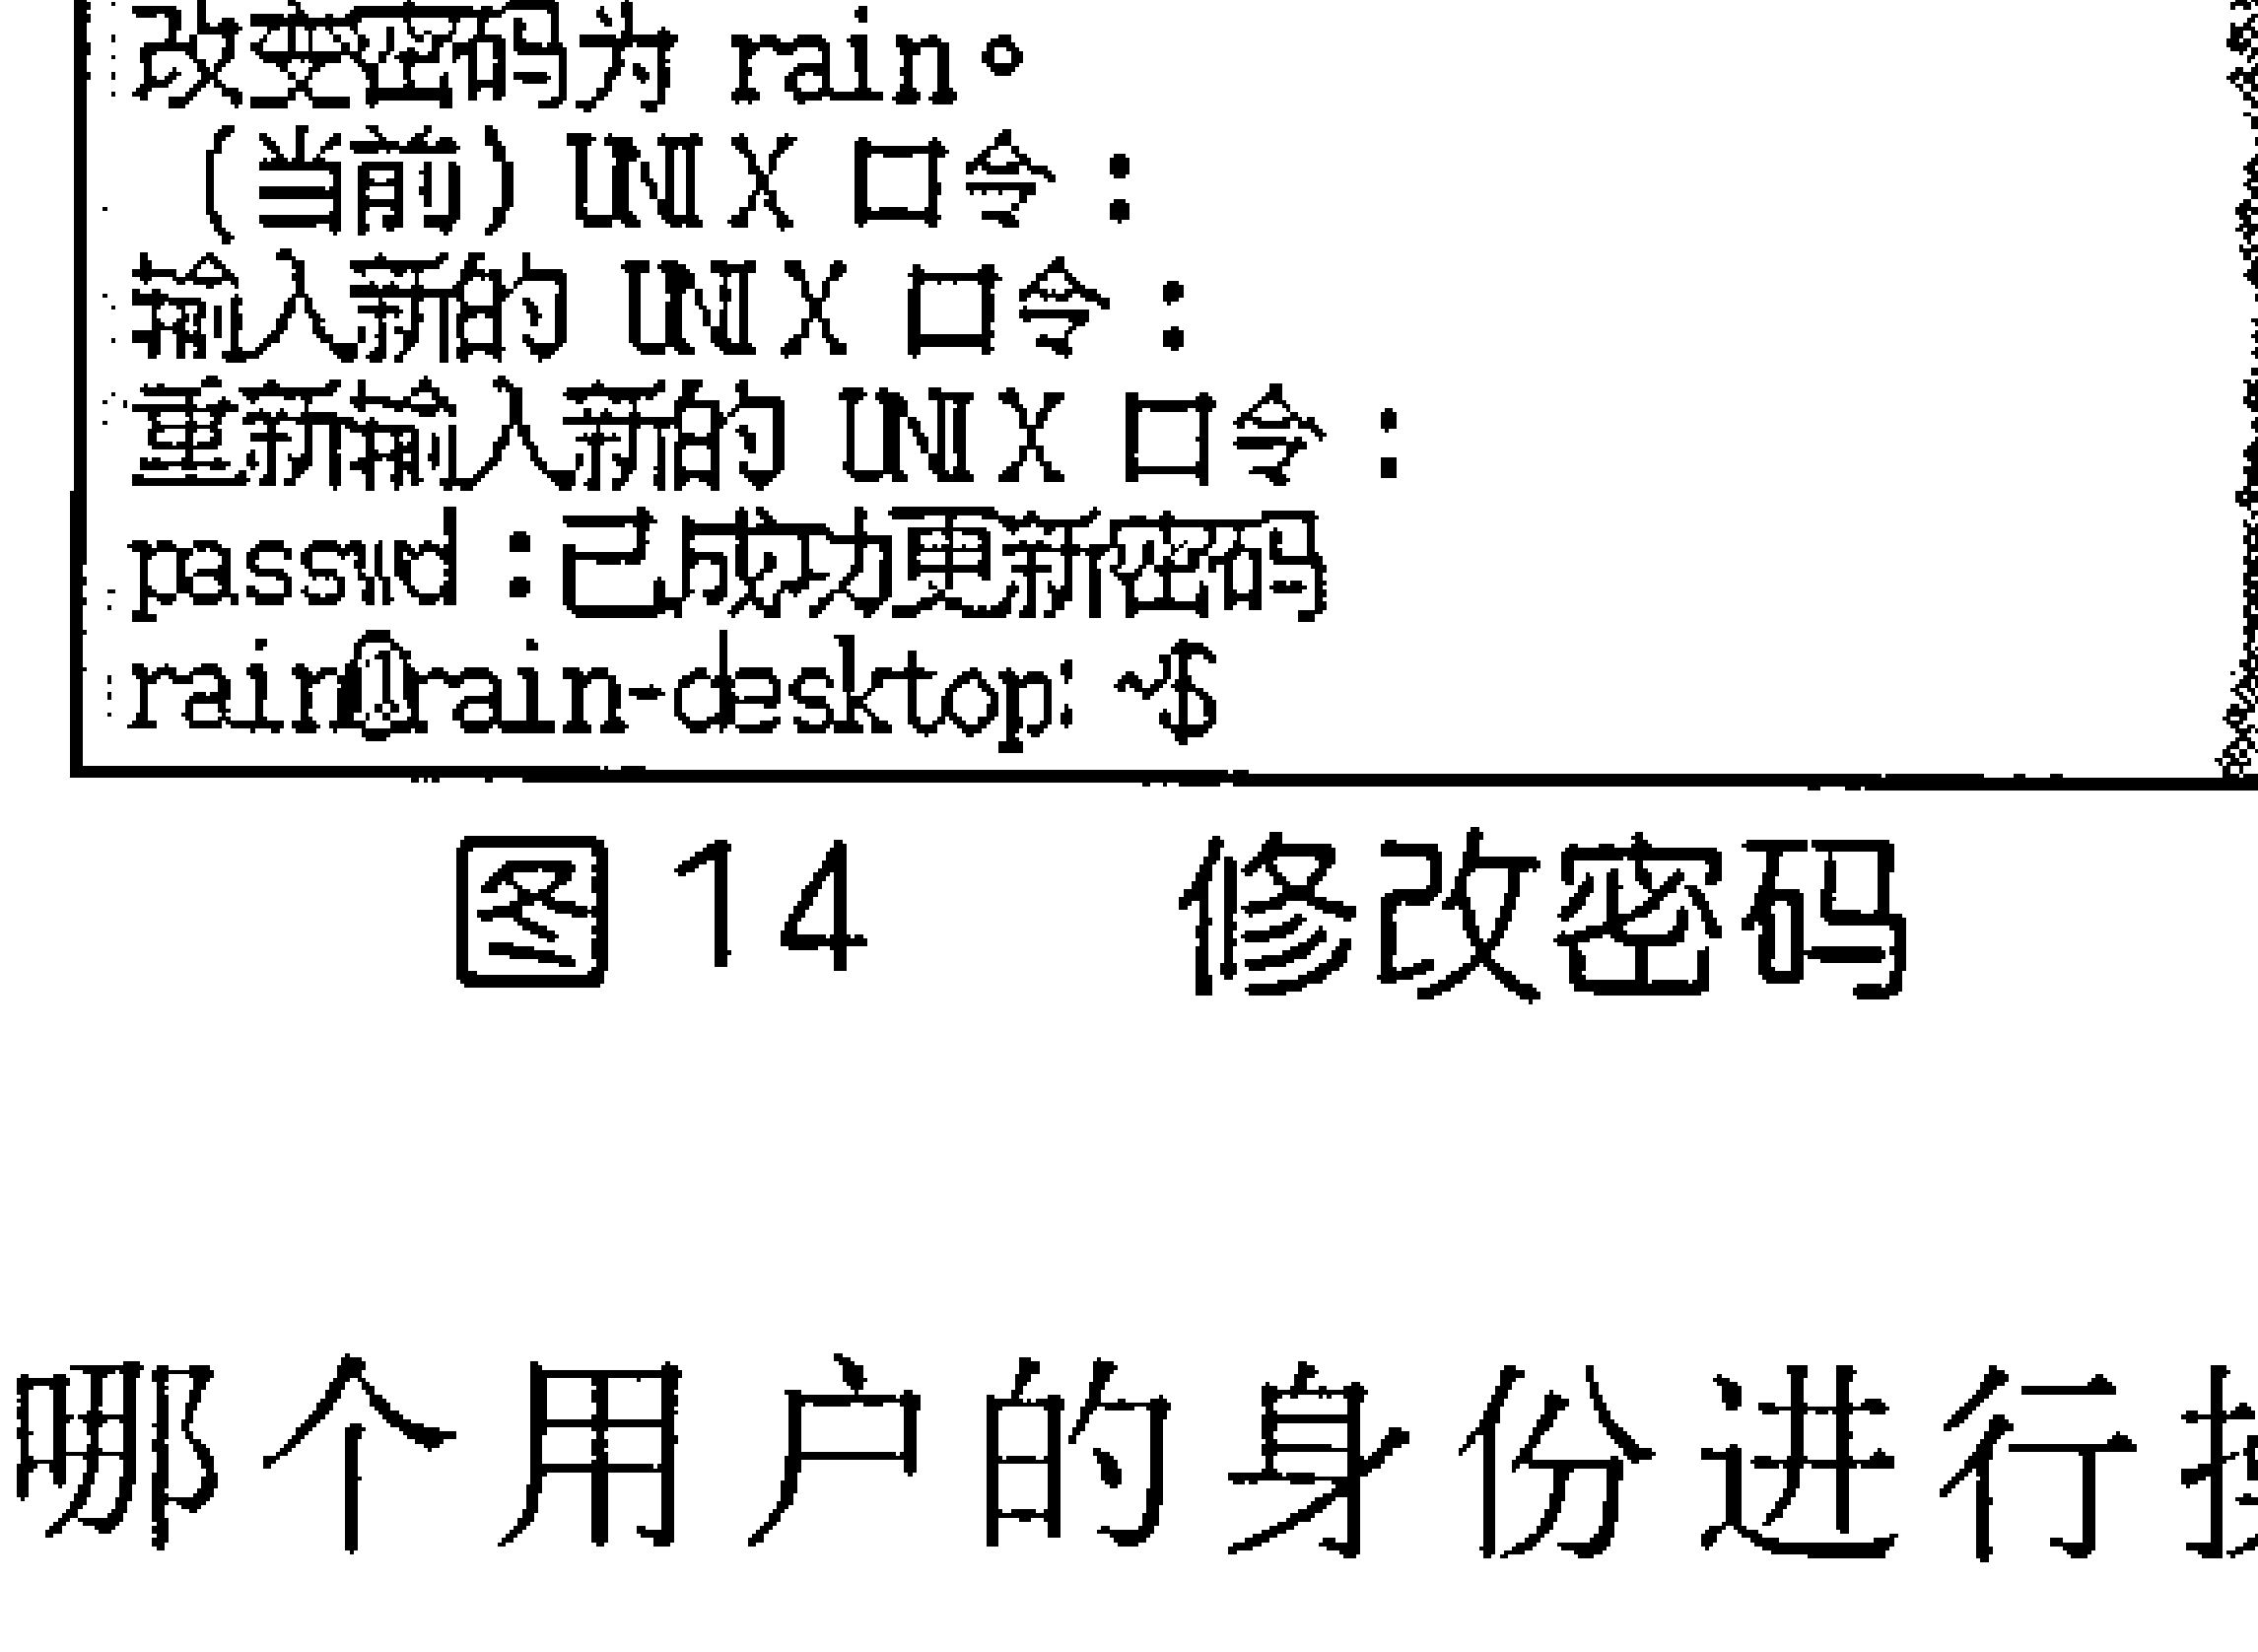 改变密码为 rain。
(当前) UNIX 口令：
输入新的 UNIX 口令：
重新输入新的 UNIX 口令：
passwd：已成功更新密码
rain@rain-desktop:~$
图14 修改密码
哪个用户的身份进行